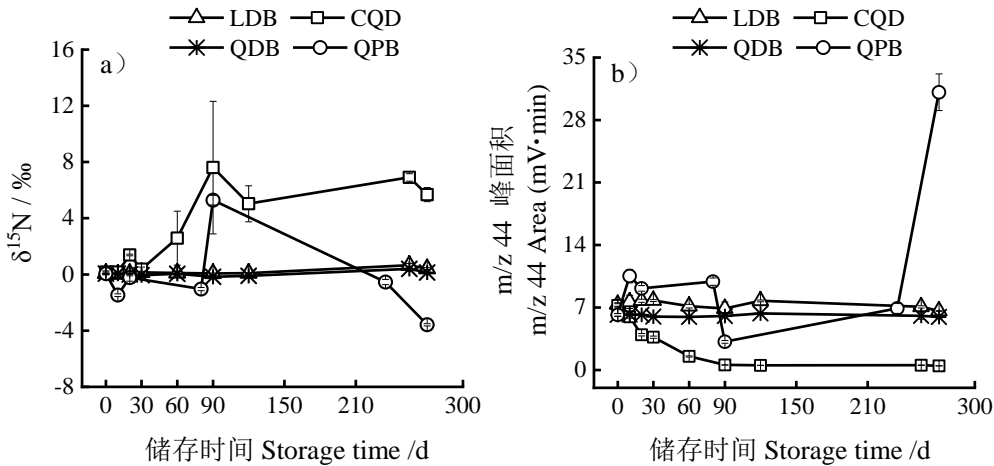 LDB CQD
QDB QPB
a）
16
12
8
4
0
-4
-8
δ¹⁵N / ‰
0 30 60 90 150 210 300
储存时间 Storage time /d
LDB CQD
QDB QPB
b）
35
28
21
14
7
0
m/z 44 峰面积
m/z 44 Area (mV·min)
0 30 60 90 150 210 300
储存时间 Storage time /d